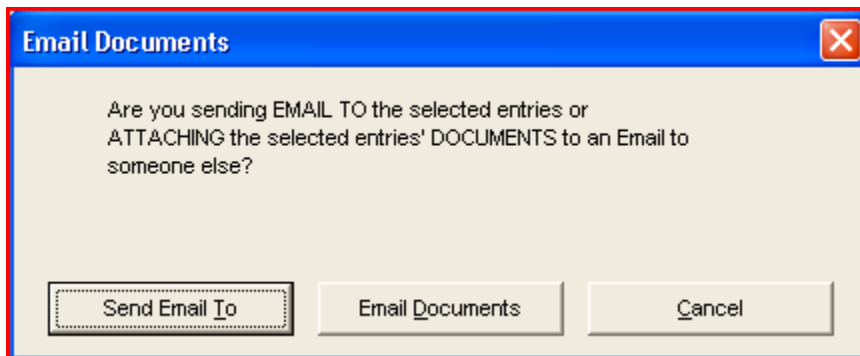 Email Documents
Are you sending EMAIL TO the selected entries or
ATTACHING the selected entries' DOCUMENTS to an Email to
someone else?
Send Email To
Email Documents
Cancel